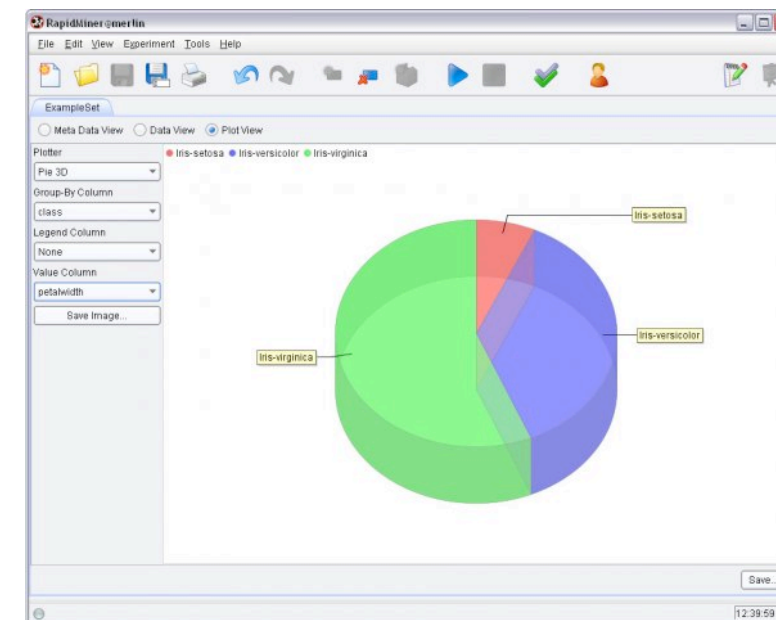 RapidMiner@merlin
File Edit View Experiment Tools Help
ExampleSet
Meta Data View Data View Plot View
Plotter
Pie 3D
Group-By Column
class
Legend Column
None
Value Column
petalwidth
Save Image...
Iris-setosa Iris-versicolor Iris-virginica
Iris-setosa
Iris-versicolor
Iris-virginica
Save...
12:39:59